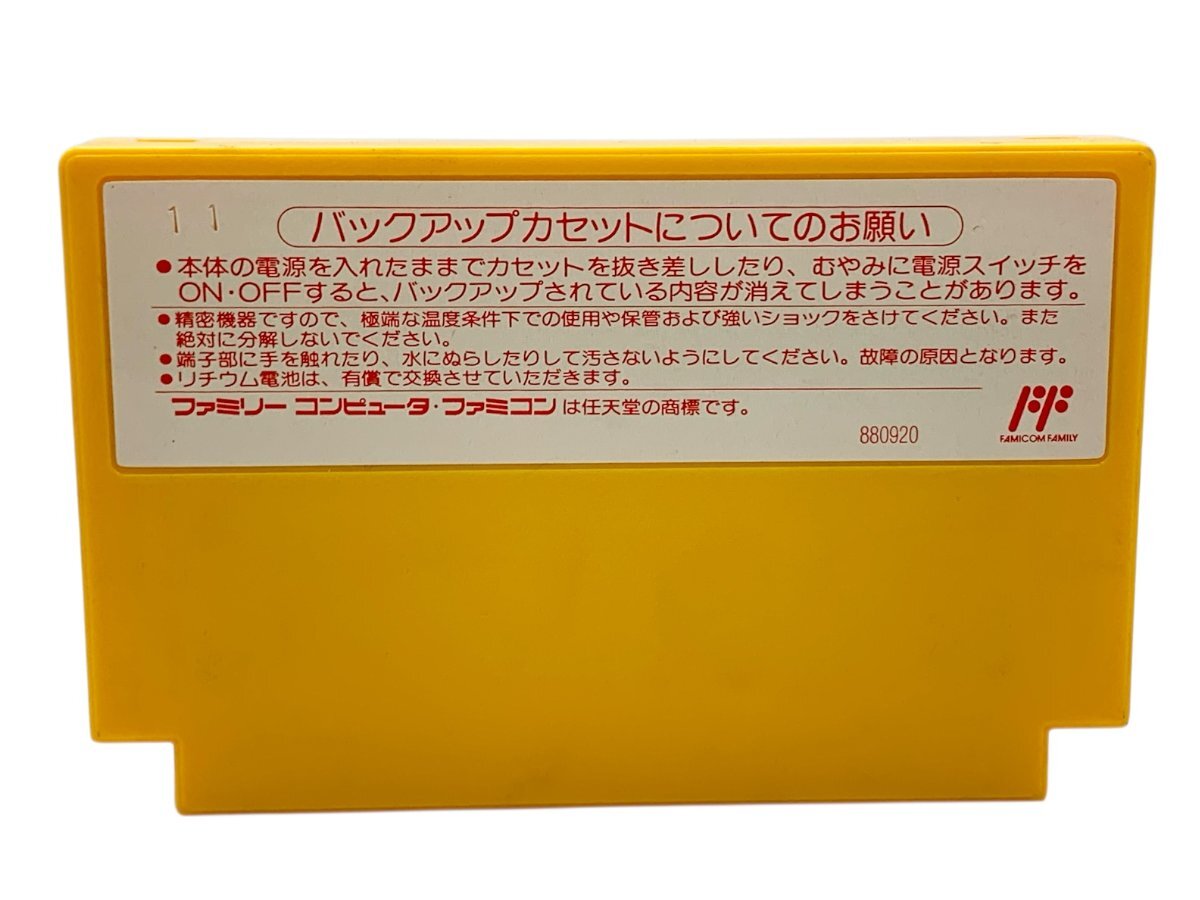 11
バックアップカセットについてのお願い
●本体の電源を入れたままでカセットを抜き差ししたり、むやみに電源スイッチを
ON・OFFすると、バックアップされている内容が消えてしまうことがあります。
●精密機器ですので、極端な温度条件下での使用や保管および強いショックをさけてください。また
絶対に分解しないでください。
●端子部に手を触れたり、水にぬらしたりして汚さないようにしてください。故障の原因となります。
●リチウム電池は、有償で交換させていただきます。
ファミリーコンピュータ・ファミコンは任天堂の商標です。
880920
FAMICOM FAMILY